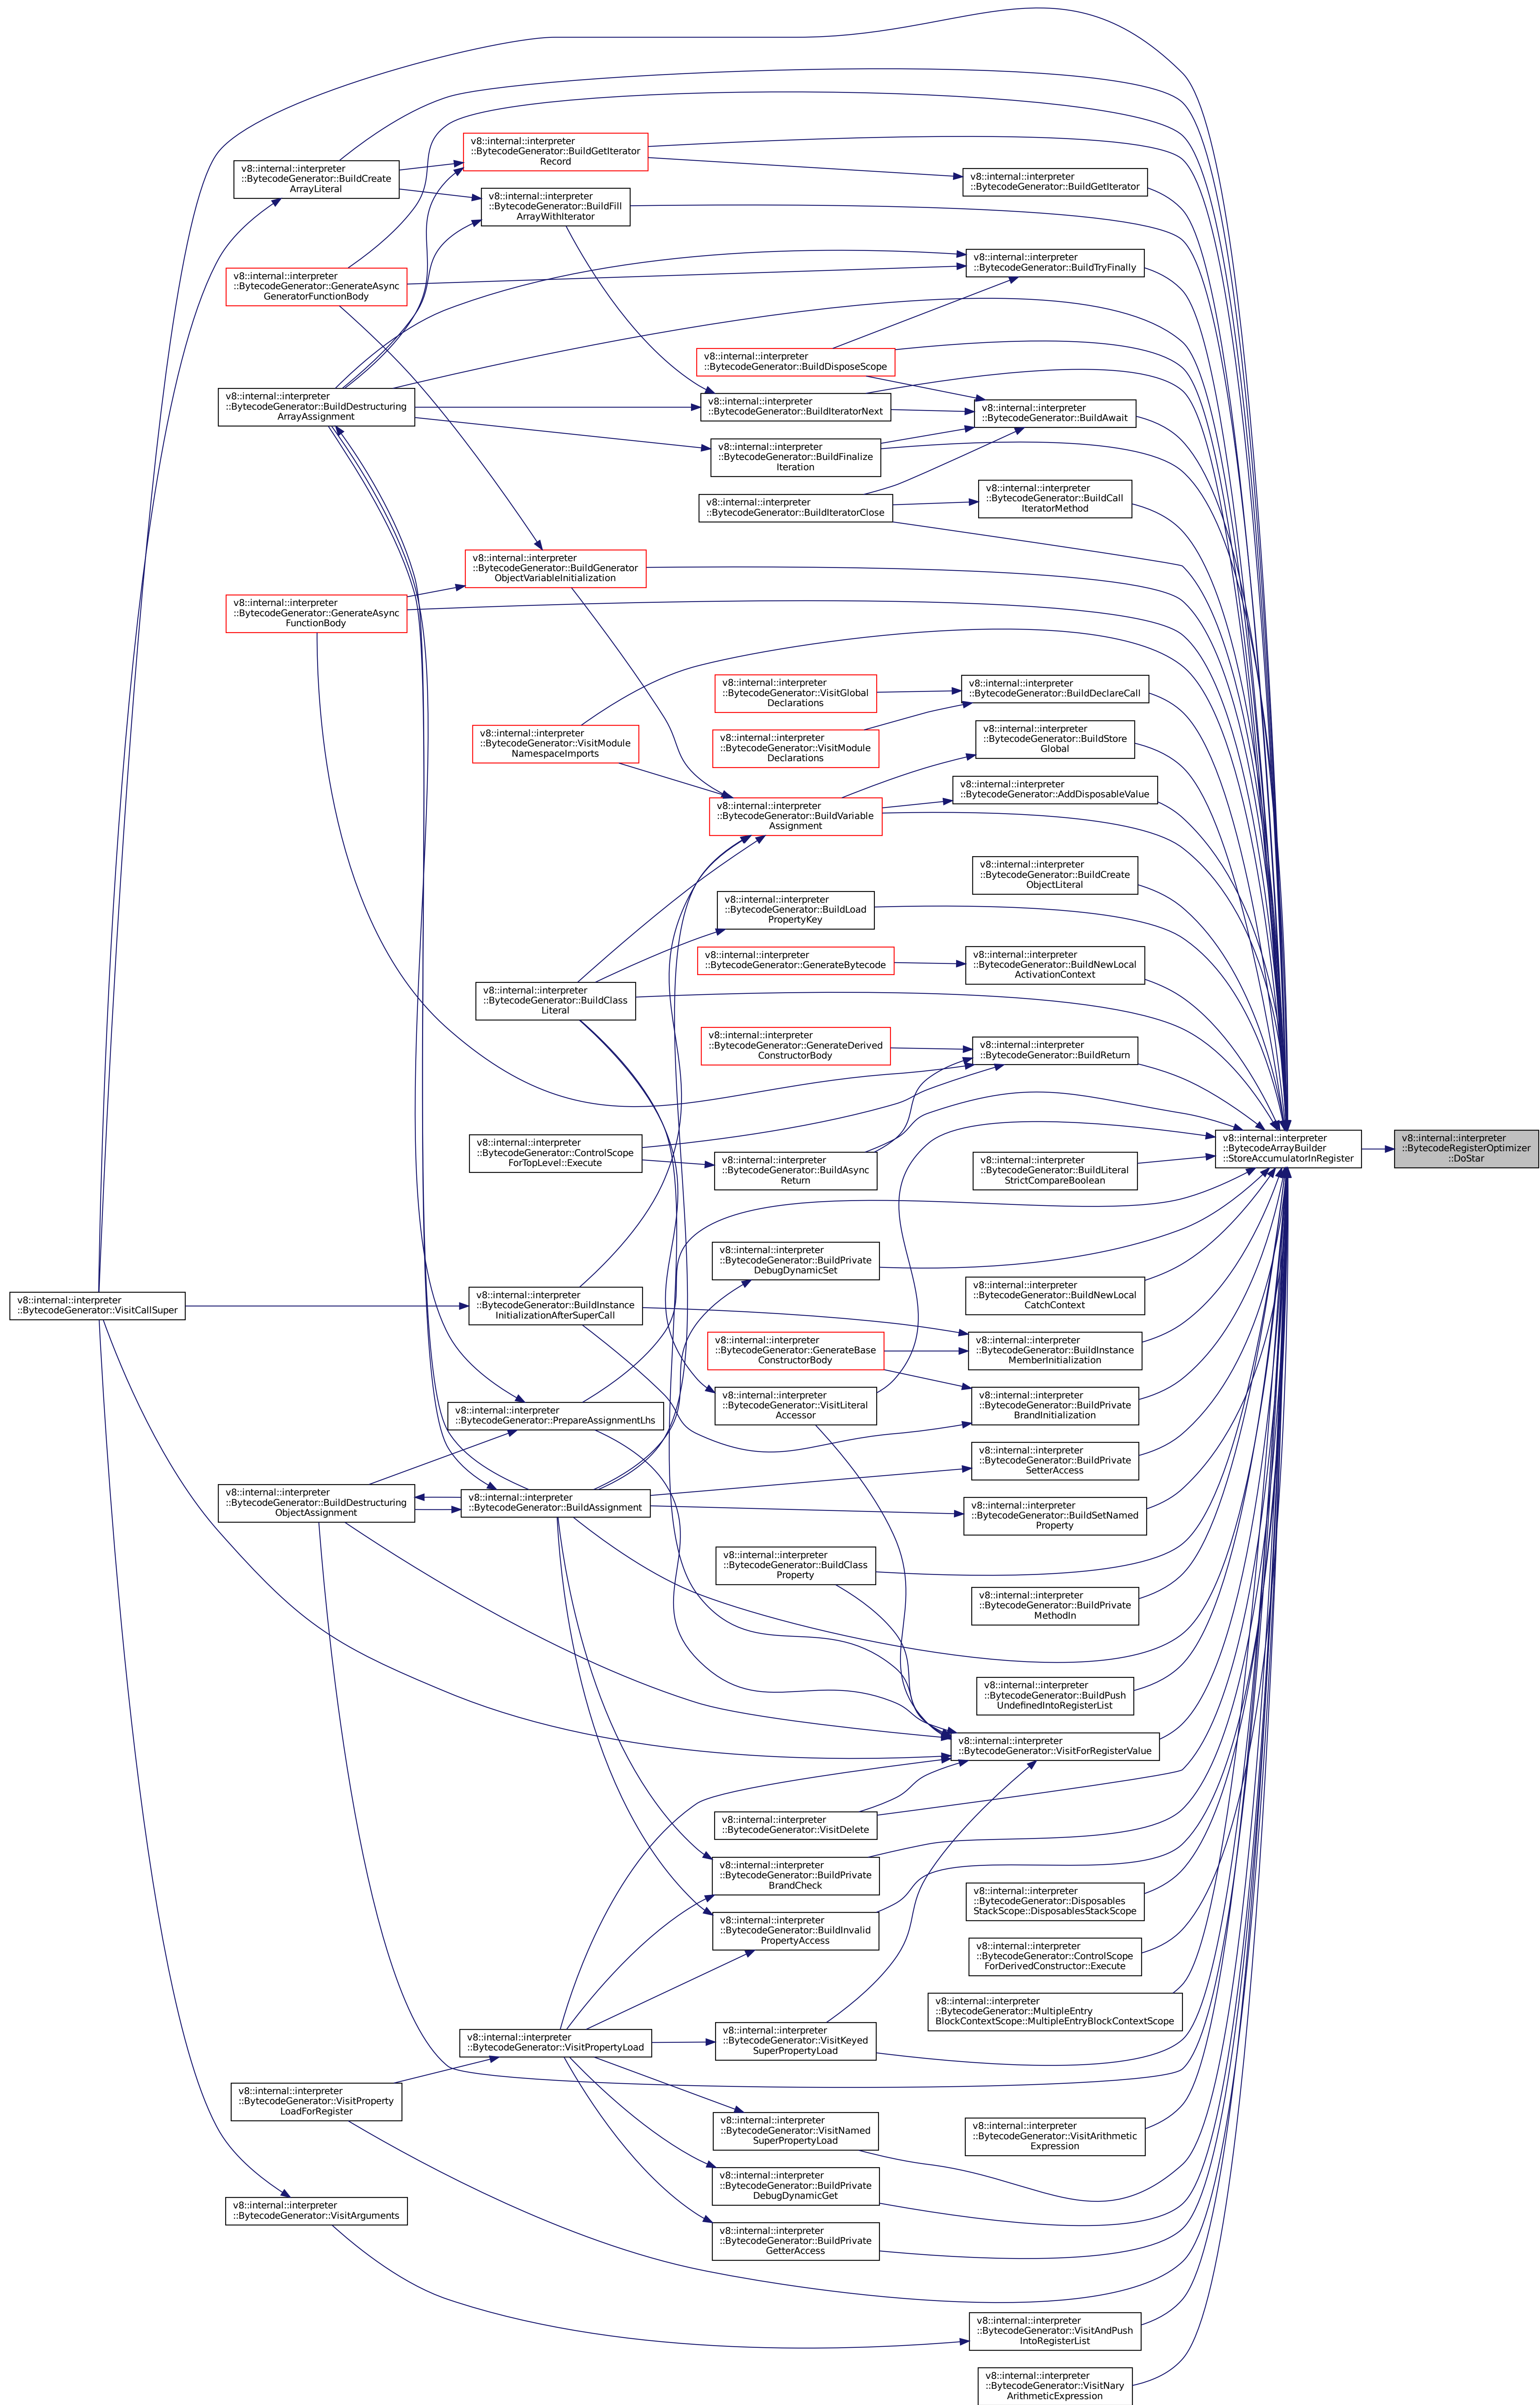 v8::internal::interpreter
::BytecodeGenerator::BuildGetIterator
Record
v8::internal::interpreter
::BytecodeGenerator::BuildCreate
ArrayLiteral
v8::internal::interpreter
::BytecodeGenerator::BuildGetIterator
v8::internal::interpreter
::BytecodeGenerator::BuildFill
ArrayWithIterator
v8::internal::interpreter
::BytecodeGenerator::BuildTryFinally
v8::internal::interpreter
::BytecodeGenerator::GenerateAsync
GeneratorFunctionBody
v8::internal::interpreter
::BytecodeGenerator::BuildDisposeScope
v8::internal::interpreter
::BytecodeGenerator::BuildDestructuring
ArrayAssignment
v8::internal::interpreter
::BytecodeGenerator::BuildIteratorNext
v8::internal::interpreter
::BytecodeGenerator::BuildAwait
v8::internal::interpreter
::BytecodeGenerator::BuildFinalize
Iteration
v8::internal::interpreter
::BytecodeGenerator::BuildCall
IteratorMethod
v8::internal::interpreter
::BytecodeGenerator::BuildIteratorClose
v8::internal::interpreter
::BytecodeGenerator::BuildGenerator
ObjectVariableInitialization
v8::internal::interpreter
::BytecodeGenerator::GenerateAsync
FunctionBody
v8::internal::interpreter
::BytecodeGenerator::VisitGlobal
Declarations
v8::internal::interpreter
::BytecodeGenerator::BuildDeclareCall
v8::internal::interpreter
::BytecodeGenerator::VisitModule
NamespaceImports
v8::internal::interpreter
::BytecodeGenerator::VisitModule
Declarations
v8::internal::interpreter
::BytecodeGenerator::BuildStore
Global
v8::internal::interpreter
::BytecodeGenerator::AddDisposableValue
v8::internal::interpreter
::BytecodeGenerator::BuildVariable
Assignment
v8::internal::interpreter
::BytecodeGenerator::BuildCreate
ObjectLiteral
v8::internal::interpreter
::BytecodeGenerator::BuildLoad
PropertyKey
v8::internal::interpreter
::BytecodeGenerator::GenerateBytecode
v8::internal::interpreter
::BytecodeGenerator::BuildNewLocal
ActivationContext
v8::internal::interpreter
::BytecodeGenerator::BuildClass
Literal
v8::internal::interpreter
::BytecodeGenerator::GenerateDerived
ConstructorBody
v8::internal::interpreter
::BytecodeGenerator::BuildReturn
v8::internal::interpreter
::BytecodeGenerator::ControlScope
ForTopLevel::Execute
v8::internal::interpreter
::BytecodeGenerator::BuildAsync
Return
v8::internal::interpreter
::BytecodeGenerator::BuildLiteral
StrictCompareBoolean
v8::internal::interpreter
::BytecodeArrayBuilder
::StoreAccumulatorInRegister
v8::internal::interpreter
::BytecodeRegisterOptimizer
::DoStar
v8::internal::interpreter
::BytecodeGenerator::BuildPrivate
DebugDynamicSet
v8::internal::interpreter
::BytecodeGenerator::BuildNewLocal
CatchContext
v8::internal::interpreter
::BytecodeGenerator::VisitCallSuper
v8::internal::interpreter
::BytecodeGenerator::BuildInstance
InitializationAfterSuperCall
v8::internal::interpreter
::BytecodeGenerator::GenerateBase
ConstructorBody
v8::internal::interpreter
::BytecodeGenerator::BuildInstance
MemberInitialization
v8::internal::interpreter
::BytecodeGenerator::VisitLiteral
Accessor
v8::internal::interpreter
::BytecodeGenerator::BuildPrivate
BrandInitialization
v8::internal::interpreter
::BytecodeGenerator::PrepareAssignmentLhs
v8::internal::interpreter
::BytecodeGenerator::BuildPrivate
SetterAccess
v8::internal::interpreter
::BytecodeGenerator::BuildDestructuring
ObjectAssignment
v8::internal::interpreter
::BytecodeGenerator::BuildAssignment
v8::internal::interpreter
::BytecodeGenerator::BuildSetNamed
Property
v8::internal::interpreter
::BytecodeGenerator::BuildClass
Property
v8::internal::interpreter
::BytecodeGenerator::BuildPrivate
MethodIn
v8::internal::interpreter
::BytecodeGenerator::BuildPush
UndefinedIntoRegisterList
v8::internal::interpreter
::BytecodeGenerator::VisitForRegisterValue
v8::internal::interpreter
::BytecodeGenerator::VisitDelete
v8::internal::interpreter
::BytecodeGenerator::BuildPrivate
BrandCheck
v8::internal::interpreter
::BytecodeGenerator::Disposables
StackScope::DisposablesStackScope
v8::internal::interpreter
::BytecodeGenerator::BuildInvalid
PropertyAccess
v8::internal::interpreter
::BytecodeGenerator::ControlScope
ForDerivedConstructor::Execute
v8::internal::interpreter
::BytecodeGenerator::MultipleEntry
BlockContextScope::MultipleEntryBlockContextScope
v8::internal::interpreter
::BytecodeGenerator::VisitPropertyLoad
v8::internal::interpreter
::BytecodeGenerator::VisitKeyed
SuperPropertyLoad
v8::internal::interpreter
::BytecodeGenerator::VisitProperty
LoadForRegister
v8::internal::interpreter
::BytecodeGenerator::VisitNamed
SuperPropertyLoad
v8::internal::interpreter
::BytecodeGenerator::VisitArithmetic
Expression
v8::internal::interpreter
::BytecodeGenerator::BuildPrivate
DebugDynamicGet
v8::internal::interpreter
::BytecodeGenerator::VisitArguments
v8::internal::interpreter
::BytecodeGenerator::BuildPrivate
GetterAccess
v8::internal::interpreter
::BytecodeGenerator::VisitAndPush
IntoRegisterList
v8::internal::interpreter
::BytecodeGenerator::VisitNary
ArithmeticExpression